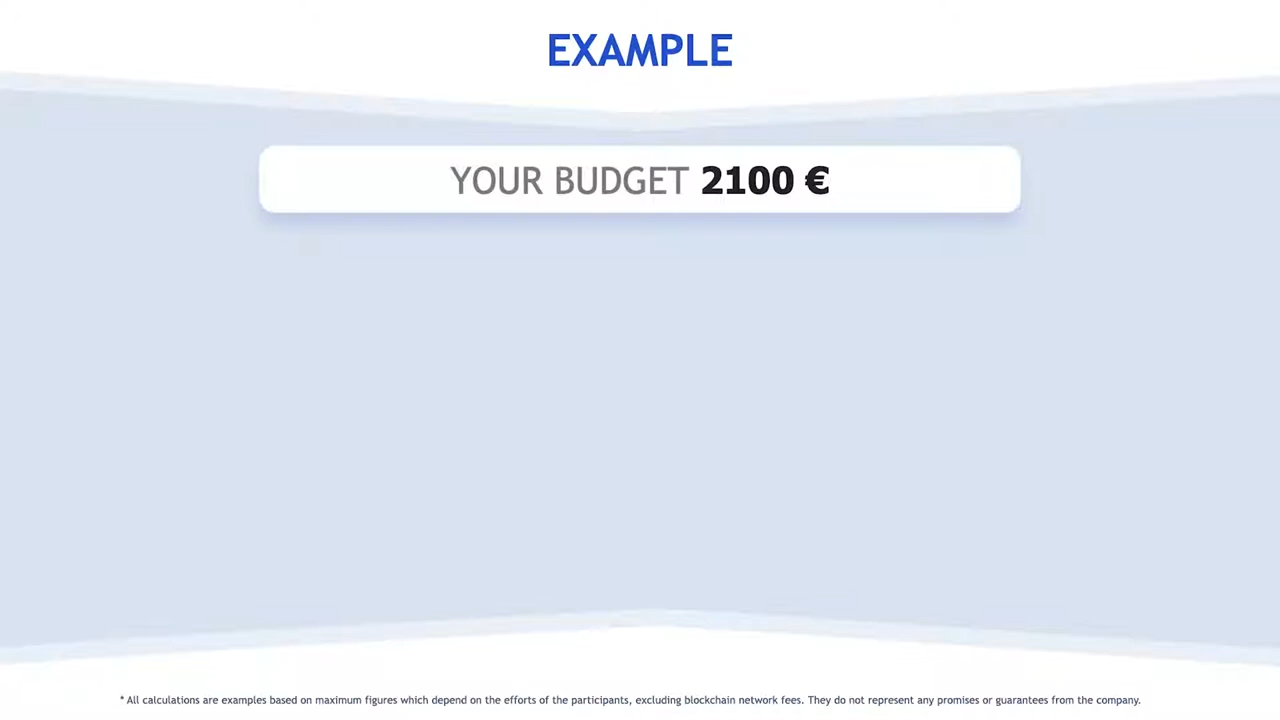 EXAMPLE
YOUR BUDGET 2100 €
* All calculations are examples based on maximum figures which depend on the efforts of the participants, excluding blockchain network fees. They do not represent any promises or guarantees from the company.